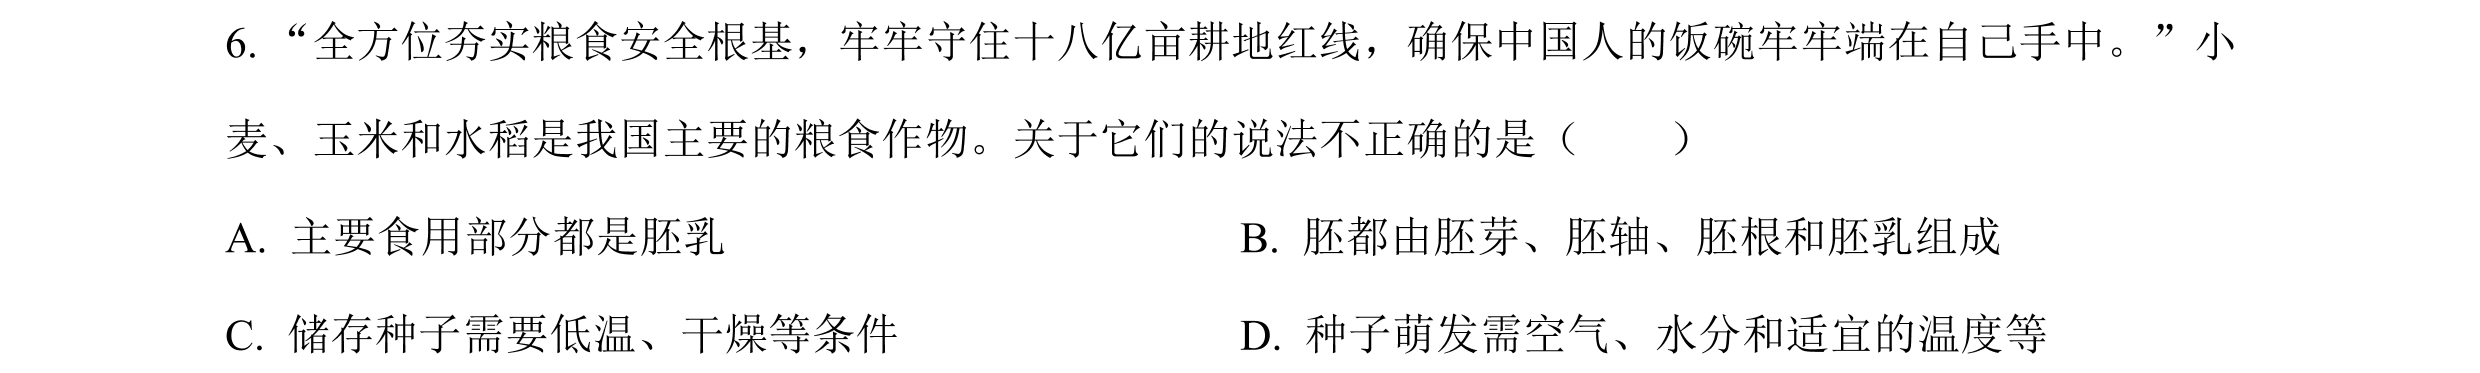 6. “全方位夯实粮食安全根基，牢牢守住十八亿亩耕地红线，确保中国人的饭碗牢牢端在自己手中。”小
麦、玉米和水稻是我国主要的粮食作物。关于它们的说法不正确的是（　　）
A. 主要食用部分都是胚乳　　B. 胚都由胚芽、胚轴、胚根和胚乳组成
C. 储存种子需要低温、干燥等条件　　D. 种子萌发需空气、水分和适宜的温度等